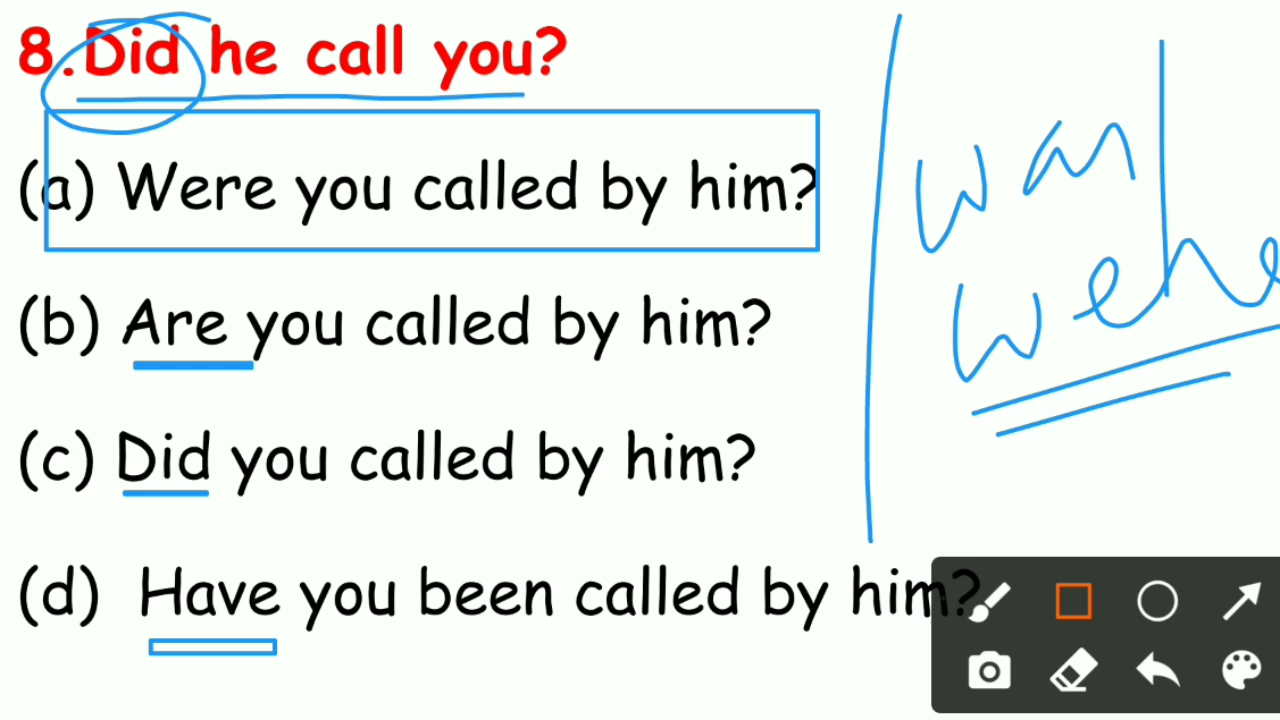 8. Did he call you?
(a) Were you called by him?
(b) Are you called by him?
(c) Did you called by him?
(d) Have you been called by him?